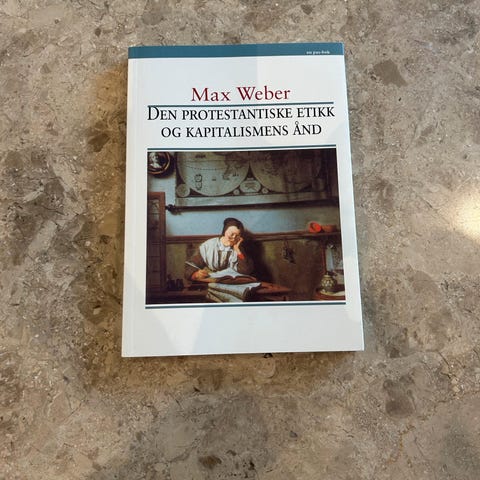 Max Weber
DEN PROTESTANTISKE ETIKK
OG KAPITALISMENS ÅND